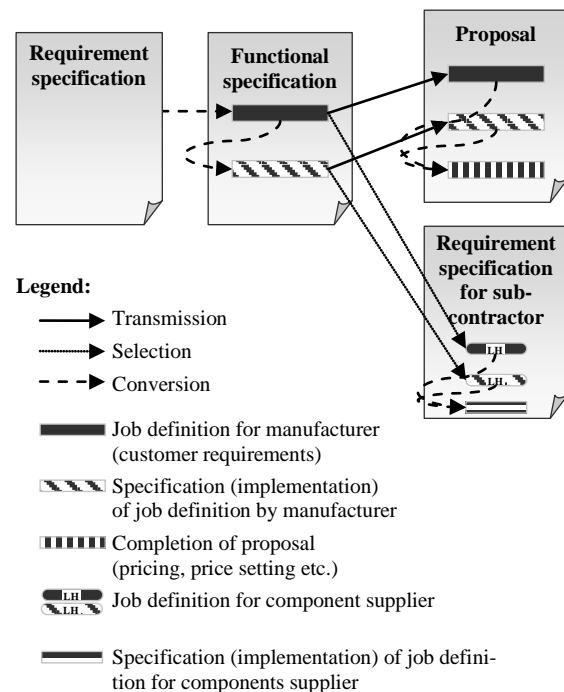 Requirement
specification
Functional
specification
Proposal
Requirement
specification
for sub-
contractor
LH
LH.
Legend:
Transmission
Selection
Conversion
Job definition for manufacturer
(customer requirements)
Specification (implementation)
of job definition by manufacturer
Completion of proposal
(pricing, price setting etc.)
LH
LH.
Job definition for component supplier
Specification (implementation) of job defini-
tion for components supplier